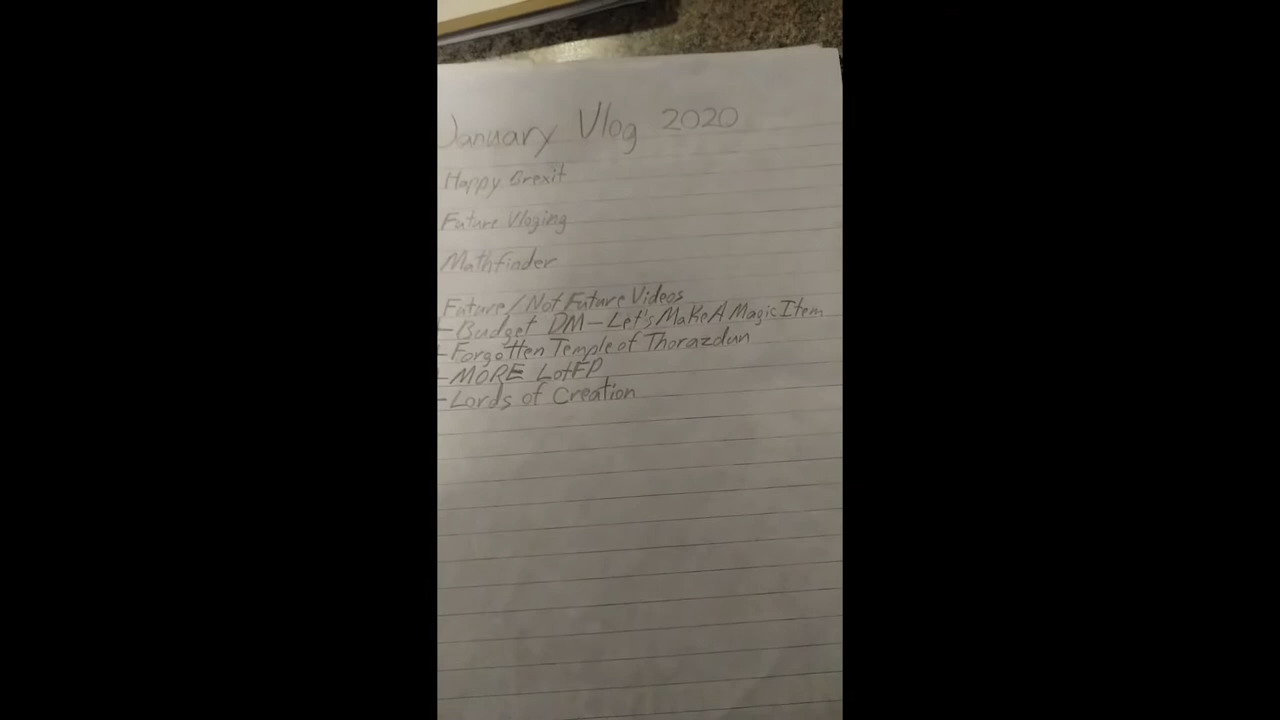 January Vlog 2020
Happy Brexit
Future Vloging
Mathfinder
Future/Not Future Videos
-Budget DM-Let's Make A Magic Item
-Forgotten Temple of Thorazdun
-MORE LotFP
-Lords of Creation